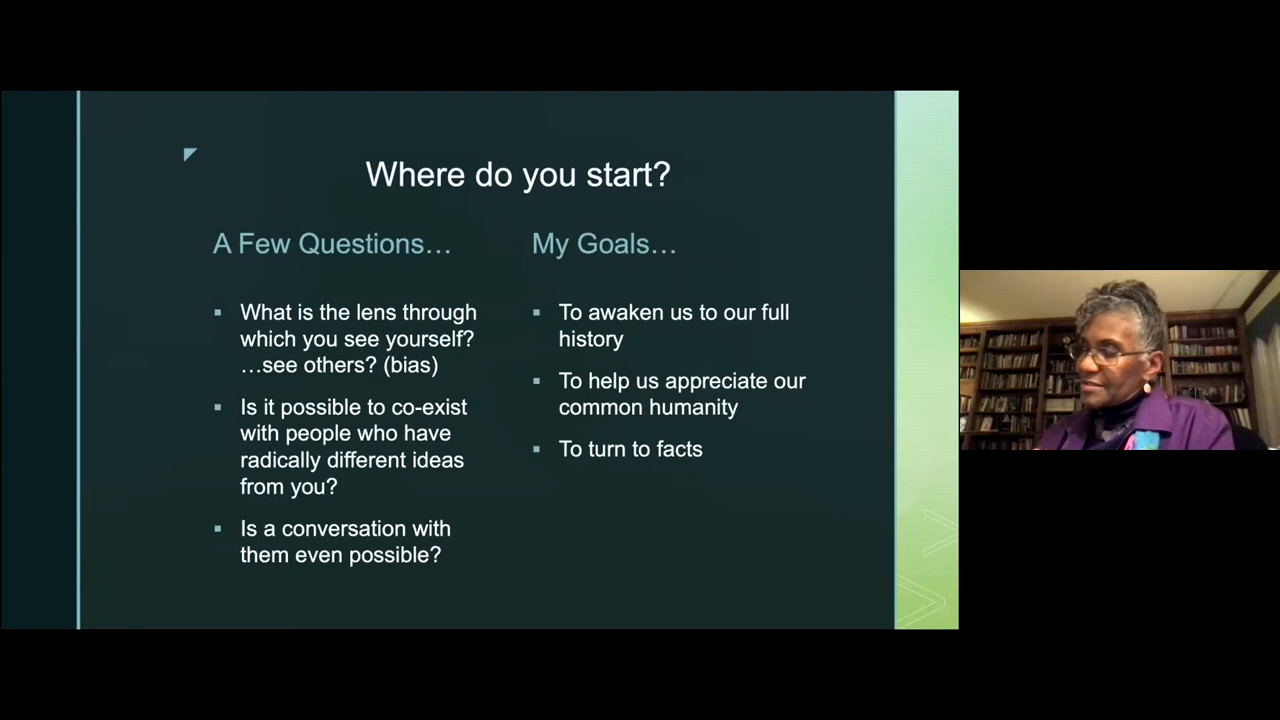 Where do you start?
A Few Questions…
What is the lens through
which you see yourself?
…see others? (bias)
Is it possible to co-exist
with people who have
radically different ideas
from you?
Is a conversation with
them even possible?
My Goals…
To awaken us to our full
history
To help us appreciate our
common humanity
To turn to facts